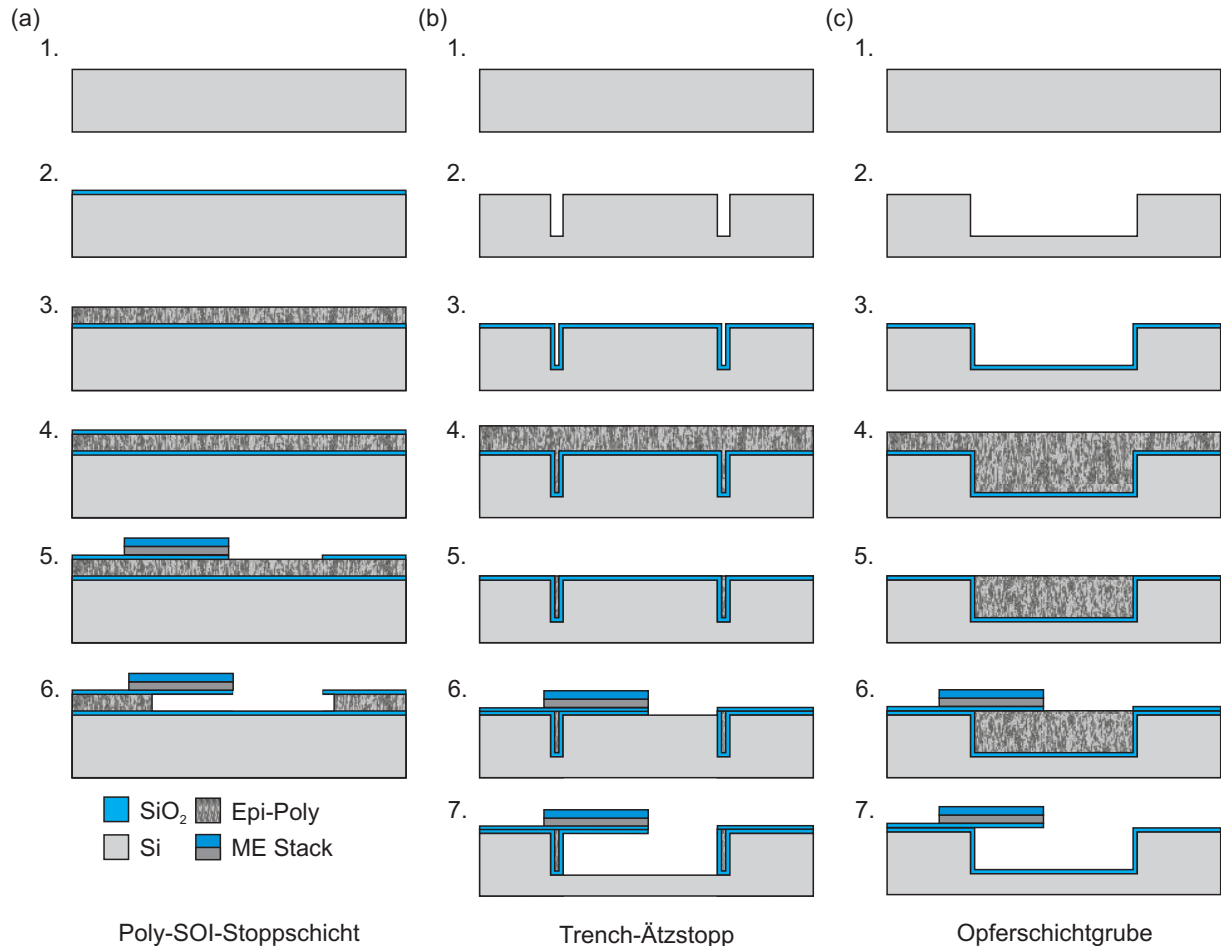 (a)
1.
2.
3.
4.
5.
6.
SiO2
Epi-Poly
Si
ME Stack
Poly-SOI-Stoppschicht
(b)
1.
2.
3.
4.
5.
6.
7.
Trench-Ätzstopp
(c)
1.
2.
3.
4.
5.
6.
7.
Opferschichtgrube